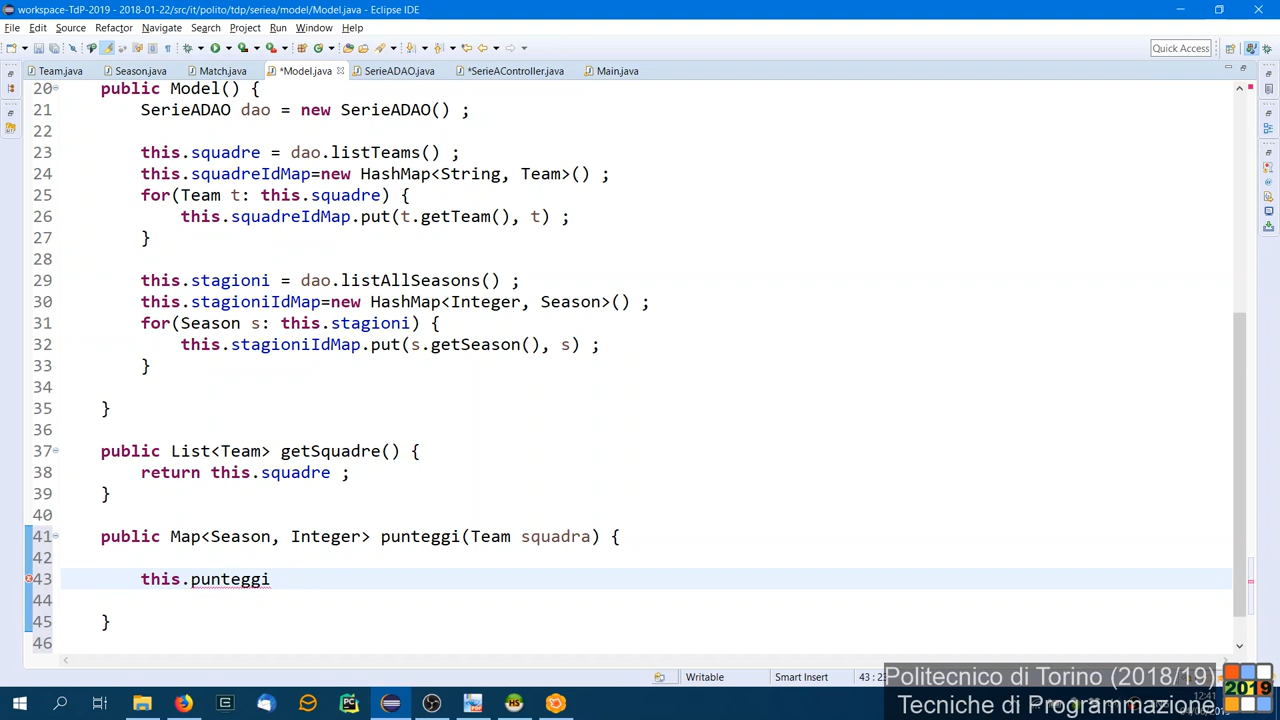 workspace-TdP-2019 - 2018-01-22/src/it/polito/tdp/seriea/model/Model.java - Eclipse IDE
File Edit Source Refactor Navigate Search Project Run Window Help
Quick Access
Team.java Season.java Match.java *Model.java SerieADAO.java *SerieAController.java Main.java
20 public Model() {
21 SerieADAO dao = new SerieADAO() ;
22
23 this.squadre = dao.listTeams() ;
24 this.squadreIdMap=new HashMap<String, Team>() ;
25 for(Team t: this.squadre) {
26 this.squadreIdMap.put(t.getTeam(), t) ;
27 }
28
29 this.stagioni = dao.listAllSeasons() ;
30 this.stagioniIdMap=new HashMap<Integer, Season>() ;
31 for(Season s: this.stagioni) {
32 this.stagioniIdMap.put(s.getSeason(), s) ;
33 }
34
35 }
36
37 public List<Team> getSquadre() {
38 return this.squadre ;
39 }
40
41 public Map<Season, Integer> punteggi(Team squadra) {
42
43 this.punteggi
44
45 }
46
Writable Smart Insert
Politecnico di Torino (2018/19)
Tecniche di Programmazione
2019
12:41